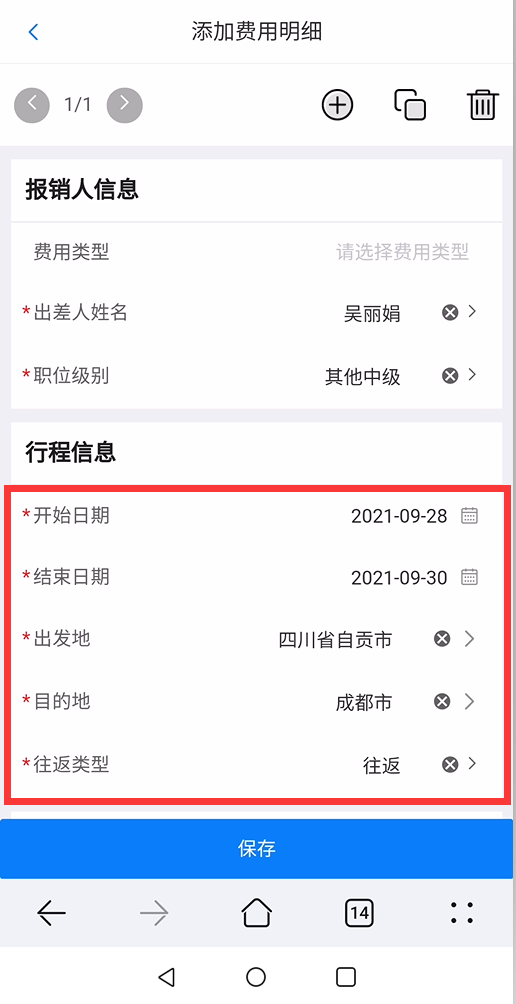 添加费用明细
1/1
报销人信息
费用类型 请选择费用类型
*出差人姓名 吴丽娟
*职位级别 其他中级
行程信息
*开始日期 2021-09-28
*结束日期 2021-09-30
*出发地 四川省自贡市
*目的地 成都市
*往返类型 往返
保存
14